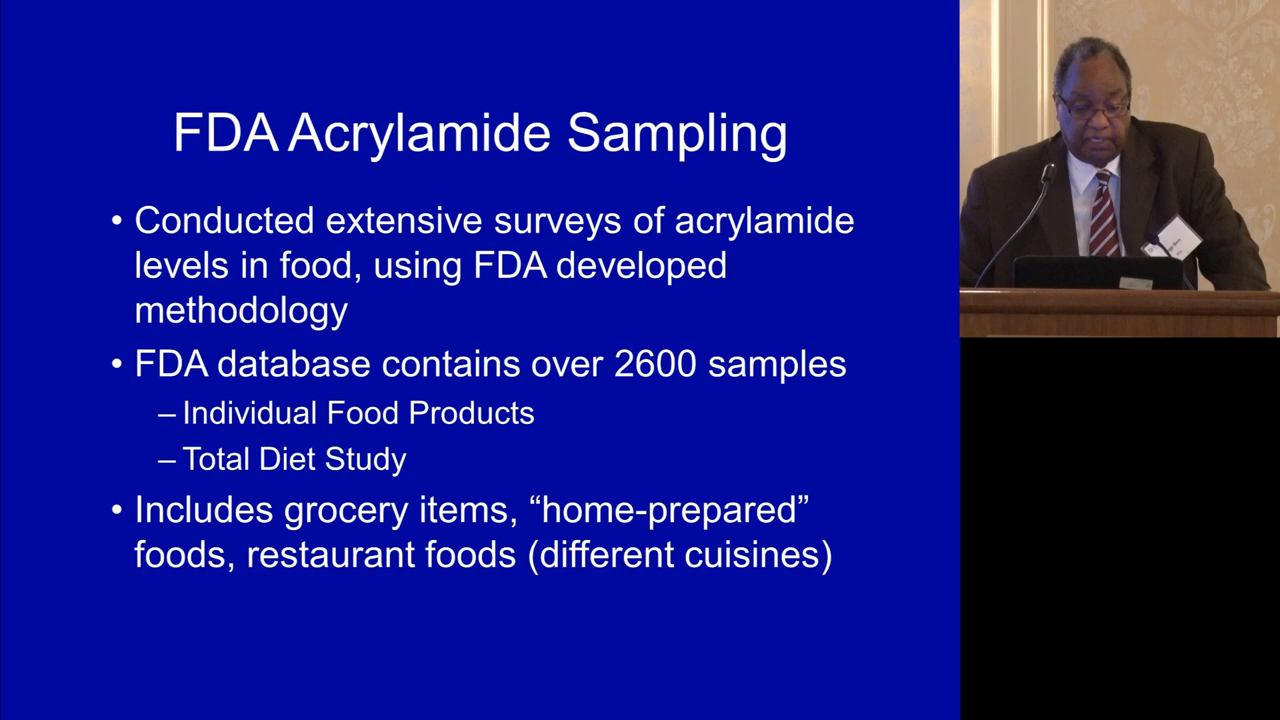 FDA Acrylamide Sampling
• Conducted extensive surveys of acrylamide
levels in food, using FDA developed
methodology
• FDA database contains over 2600 samples
– Individual Food Products
– Total Diet Study
• Includes grocery items, “home-prepared”
foods, restaurant foods (different cuisines)